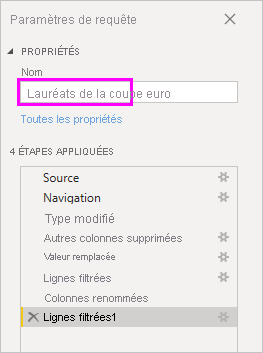 Paramètres de requête
PROPRIÉTÉS
Nom
Lauréats de la coupe euro
Toutes les propriétés
4 ÉTAPES APPLIQUÉES
Source
Navigation
Type modifié
Autres colonnes supprimées
Valeur remplacée
Lignes filtrées
Colonnes renommées
Lignes filtrées1